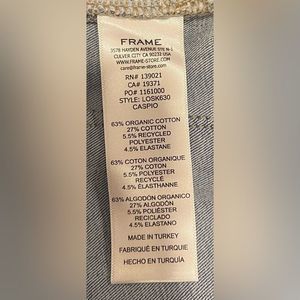 FRAME
3578 HAYDEN AVENUE STE N-1
CULVER CITY CA 90232 USA
WWW.FRAME-STORE.COM
care@frame-store.com
RN# 139021
CA# 19371
PO# 1161000
STYLE: LOSK630
CASPIO
63% ORGANIC COTTON
27% COTTON
5.5% RECYCLED
POLYESTER
4.5% ELASTANE
63% COTON ORGANIQUE
27% COTON
5.5% POLYESTER
RECYCLÉ
4.5% ELASTHANNE
63% ALGODÓN ORGANICO
27% ALGODÓN
5.5% POLIÉSTER
RECICLADO
4.5% ELASTANO
MADE IN TURKEY
FABRIQUÉ EN TURQUIE
HECHO EN TURQUÍA